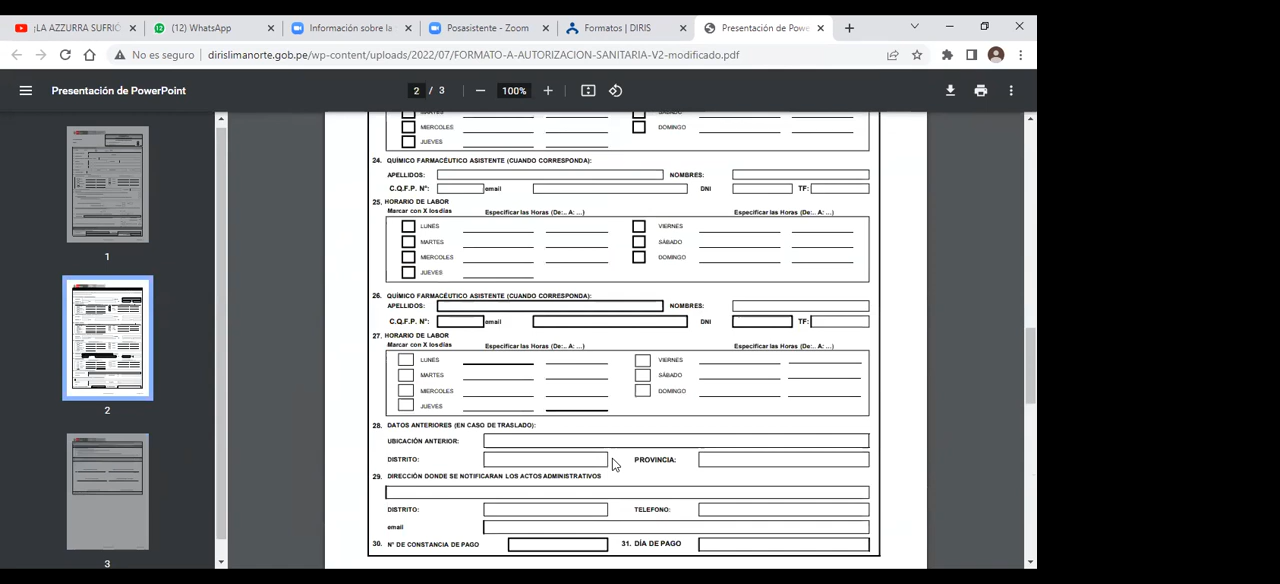 ¡LA AZZURRA SUFRIÓ
(12) WhatsApp
Información sobre la
Posasistente - Zoom
Formatos | DIRIS
Presentación de Powe
No es seguro
dirislimanorte.gob.pe/wp-content/uploads/2022/07/FORMATO-A-AUTORIZACION-SANITARIA-V2-modificado.pdf
Presentación de PowerPoint
2 / 3
100%
MARTES
SÁBADO
MIERCOLES
DOMINGO
JUEVES
24. QUÍMICO FARMACÉUTICO ASISTENTE (CUANDO CORRESPONDA):
APELLIDOS:
NOMBRES:
C.Q.F.P. N°:
email
DNI
TF:
25. HORARIO DE LABOR
Marcar con X los días
Especificar las Horas (De:.. A: ...)
Especificar las Horas (De:.. A: ...)
LUNÉS
VIERNES
MARTES
SÁBADO
MIERCOLES
DOMINGO
JUEVES
26. QUÍMICO FARMACÉUTICO ASISTENTE (CUANDO CORRESPONDA):
APELLIDOS:
NOMBRES:
C.Q.F.P. N°:
email
DNI
TF:
27. HORARIO DE LABOR
Marcar con X los días
Especificar las Horas (De:.. A: ...)
Especificar las Horas (De:.. A: ...)
LUNÉS
VIERNES
MARTES
SÁBADO
MIERCOLES
DOMINGO
JUEVES
28. DATOS ANTERIORES (EN CASO DE TRASLADO):
UBICACIÓN ANTERIOR:
DISTRITO:
PROVINCIA:
29. DIRECCIÓN DONDE SE NOTIFICARAN LOS ACTOS ADMINISTRATIVOS
DISTRITO:
TELEFONO:
email
30. N° DE CONSTANCIA DE PAGO
31. DÍA DE PAGO
1
2
3